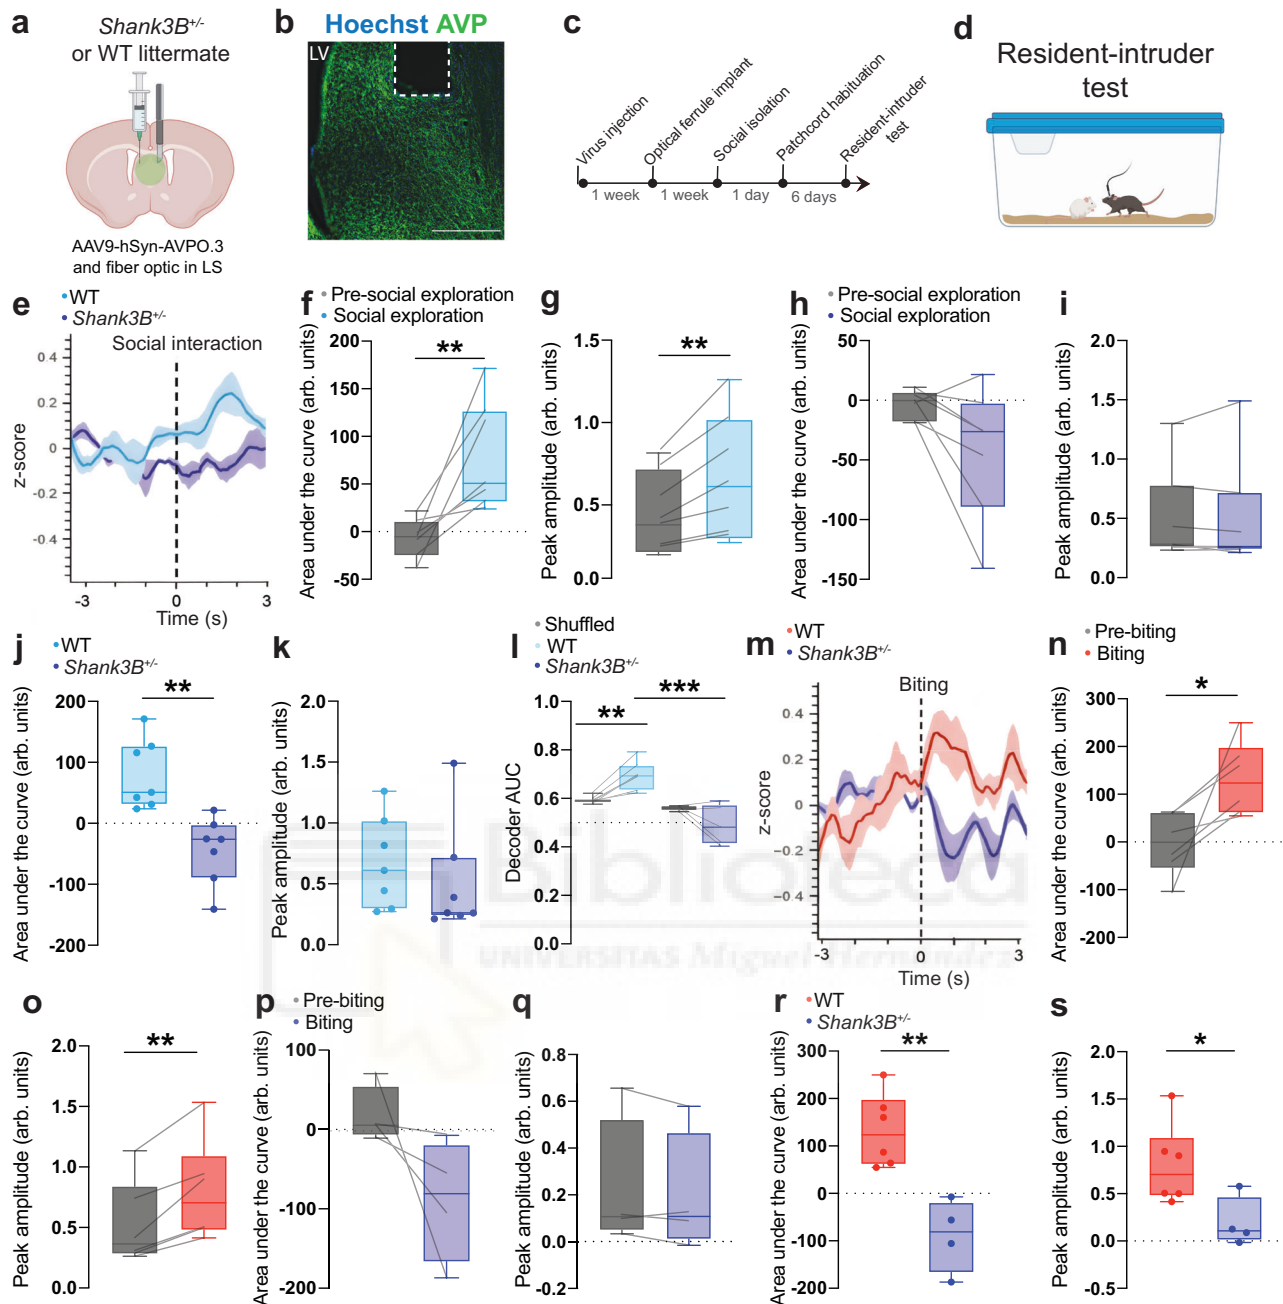 a
Shank3B+/-
or WT littermate
AAV9-hSyn-AVPO.3
and fiber optic in LS
b
Hoechst AVP
LV
c
Virus injection
Optical ferrule implant
Social isolation
Patchcord habituation
Resident-intruder
test
1 week
1 week
1 day
6 days
d
Resident-intruder
test
e
WT
Shank3B+/-
Social interaction
z-score
0.4
0.2
0
-0.2
-0.4
-3
0
3
Time (s)
f
Pre-social exploration
Social exploration
Area under the curve (arb. units)
200
150
100
50
0
-50
**
g
Peak amplitude (arb. units)
1.5
1.0
0.5
0.0
**
h
Pre-social exploration
Social exploration
Area under the curve (arb. units)
50
0
-50
-100
-150
i
Peak amplitude (arb. units)
2.0
1.5
1.0
0.5
0.0
j
WT
Shank3B+/-
Area under the curve (arb. units)
200
100
0
-100
-200
**
k
Peak amplitude (arb. units)
2.0
1.5
1.0
0.5
0.0
l
Shuffled
WT
Shank3B+/-
Decoder AUC
1.0
0.8
0.6
0.4
0.2
0.0
**
***
m
WT
Shank3B+/-
Biting
z-score
0.4
0.2
0
-0.2
-0.4
-3
0
3
Time (s)
n
Pre-biting
Biting
Area under the curve (arb. units)
300
200
100
0
-100
-200
*
Biblioteca
UNIVERSITAS Miguel Hernández
o
Peak amplitude (arb. units)
2.0
1.5
1.0
0.5
0.0
**
p
Pre-biting
Biting
Area under the curve (arb. units)
100
0
-100
-200
q
Peak amplitude (arb. units)
0.8
0.6
0.4
0.2
0.0
-0.2
r
WT
Shank3B+/-
Area under the curve (arb. units)
300
200
100
0
100
200
**
s
Peak amplitude (arb. units)
2.0
1.5
1.0
0.5
0.0
-0.5
*